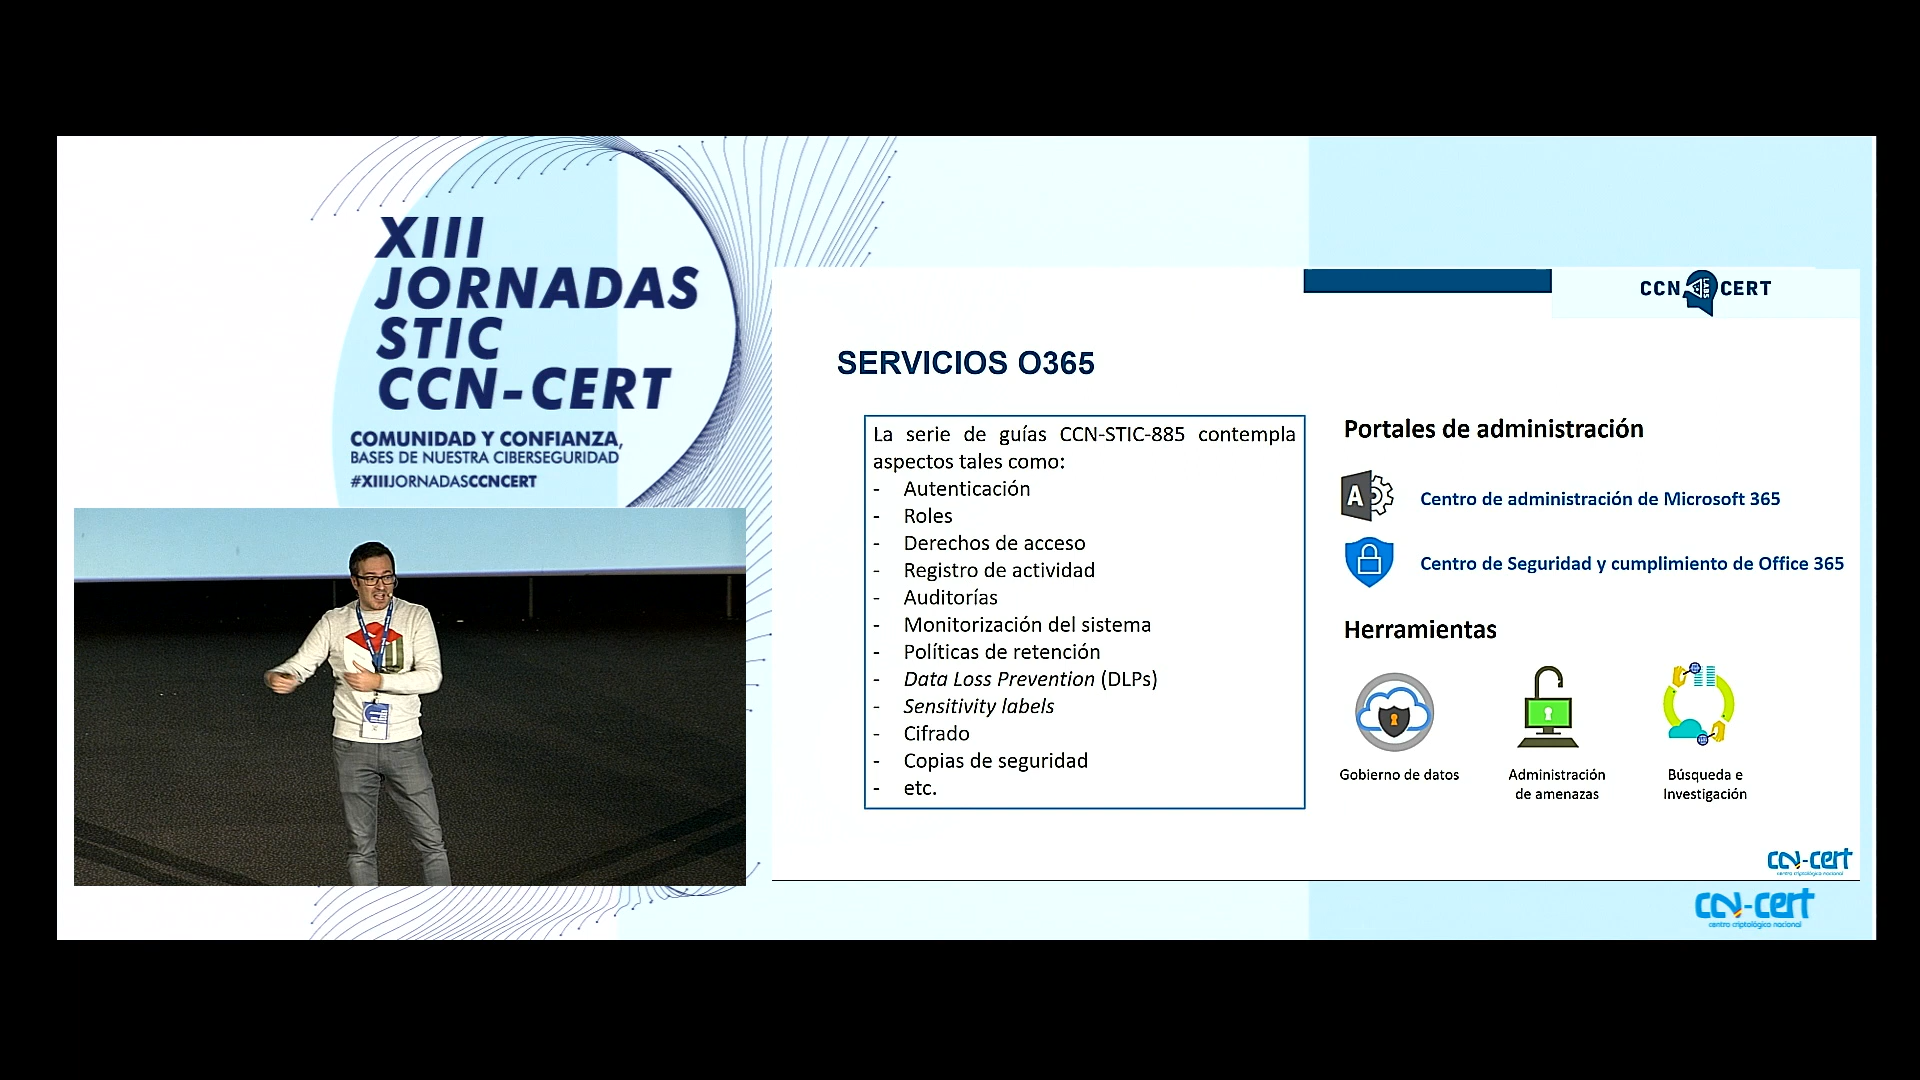 XIII
JORNADAS
STIC
CCN-CERT
COMUNIDAD Y CONFIANZA,
BASES DE NUESTRA CIBERSEGURIDAD
#XIIIJORNADASCCNCERT
CCN CERT
LABS
SERVICIOS O365
La serie de guías CCN-STIC-885 contempla
aspectos tales como:
- Autenticación
- Roles
- Derechos de acceso
- Registro de actividad
- Auditorías
- Monitorización del sistema
- Políticas de retención
- Data Loss Prevention (DLPs)
- Sensitivity labels
- Cifrado
- Copias de seguridad
- etc.
Portales de administración
A
Centro de administración de Microsoft 365
Centro de Seguridad y cumplimiento de Office 365
Herramientas
Gobierno de datos
Administración
de amenazas
Búsqueda e
Investigación
ccn-cert
centro criptológico nacional
ccn-cert
centro criptológico nacional